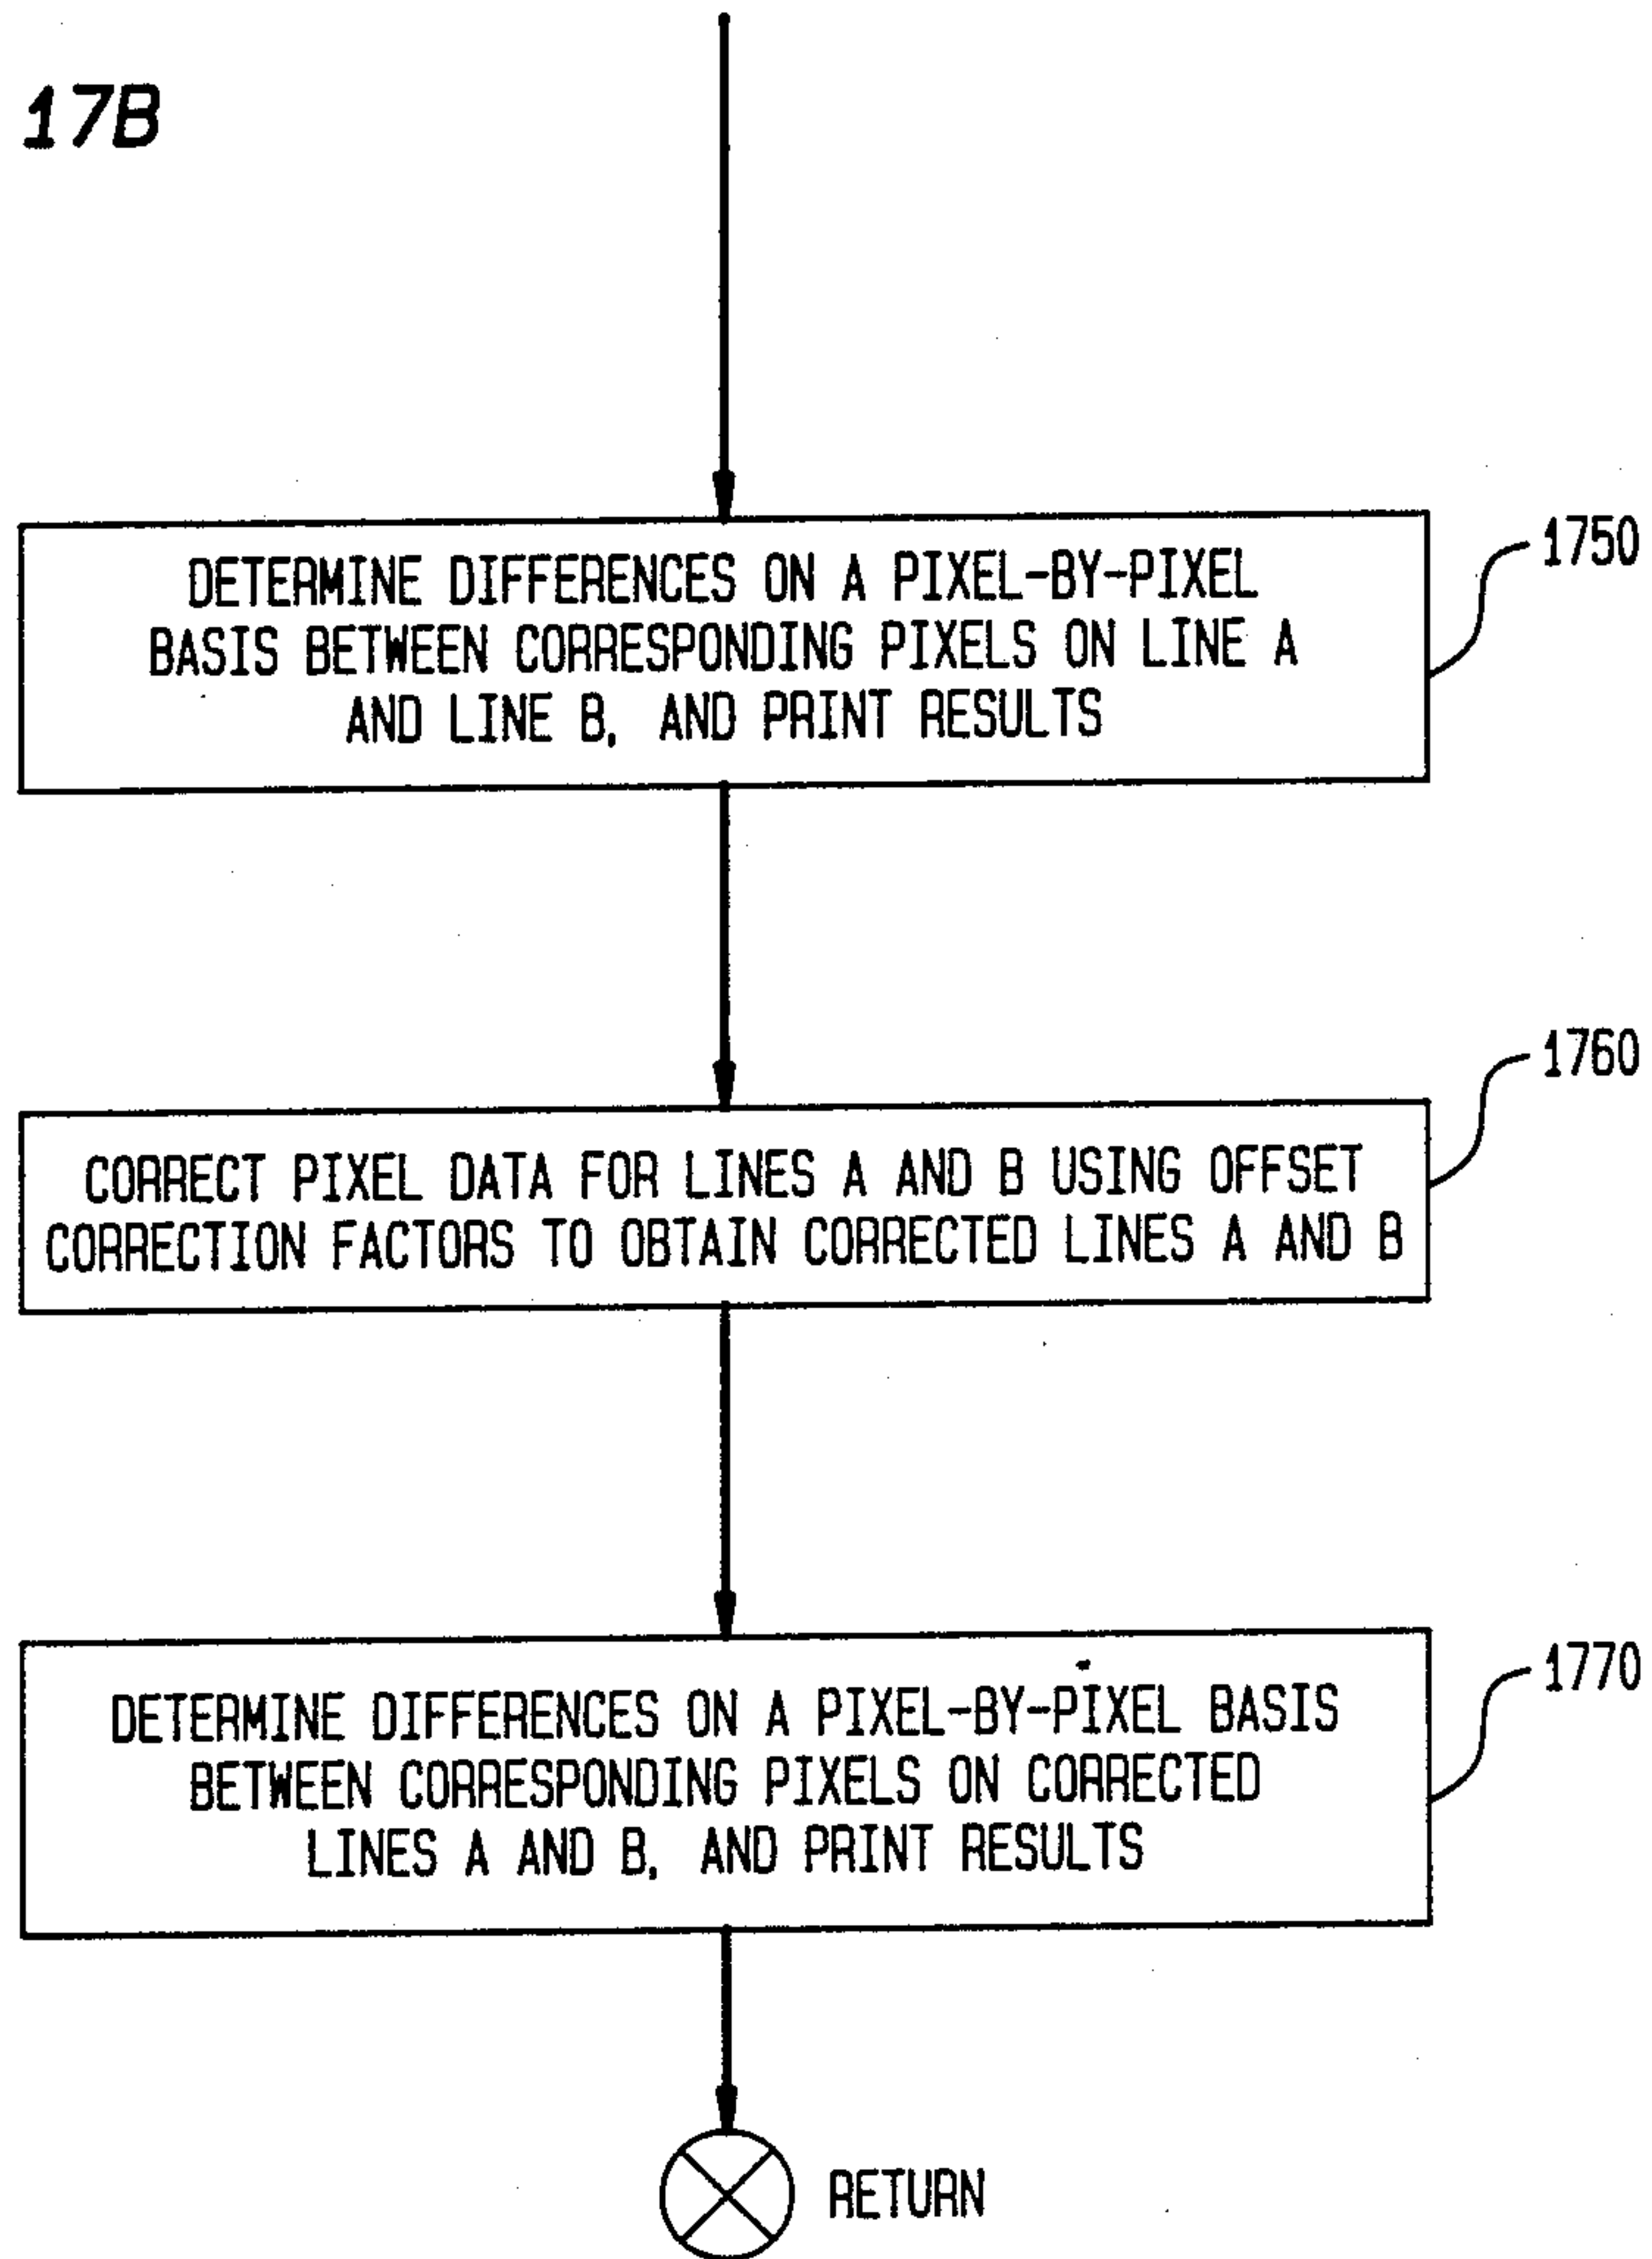 17B
DETERMINE DIFFERENCES ON A PIXEL-BY-PIXEL
BASIS BETWEEN CORRESPONDING PIXELS ON LINE A
AND LINE B, AND PRINT RESULTS
1750
CORRECT PIXEL DATA FOR LINES A AND B USING OFFSET
CORRECTION FACTORS TO OBTAIN CORRECTED LINES A AND B
1760
DETERMINE DIFFERENCES ON A PIXEL-BY-PIXEL BASIS
BETWEEN CORRESPONDING PIXELS ON CORRECTED
LINES A AND B, AND PRINT RESULTS
1770
RETURN